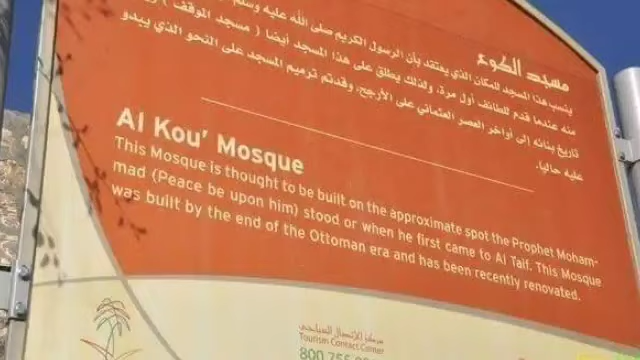 مسجد الكوع
ينسب هذا المسجد للمكان الذي يعتقد بأن الرسول الكريم صلى الله عليه وسلم
منه عندما قدم للطائف أول مرة، ولذلك يطلق على هذا المسجد أيضا ( مسجد الموقف )
تاريخ بنائه إلى أواخر العصر العثماني على الأرجح، وقد تم ترميم المسجد على النحو الذي يبدو
عليه حاليا.
Al Kou' Mosque
This Mosque is thought to be built on the approximate spot the Prophet Moham-
mad (Peace be upon him) stood or when he first came to Al Taif. This Mosque
was built by the end of the Ottoman era and has been recently renovated.
مركز الاتصال السياحي
Tourism Contact Center
800 755